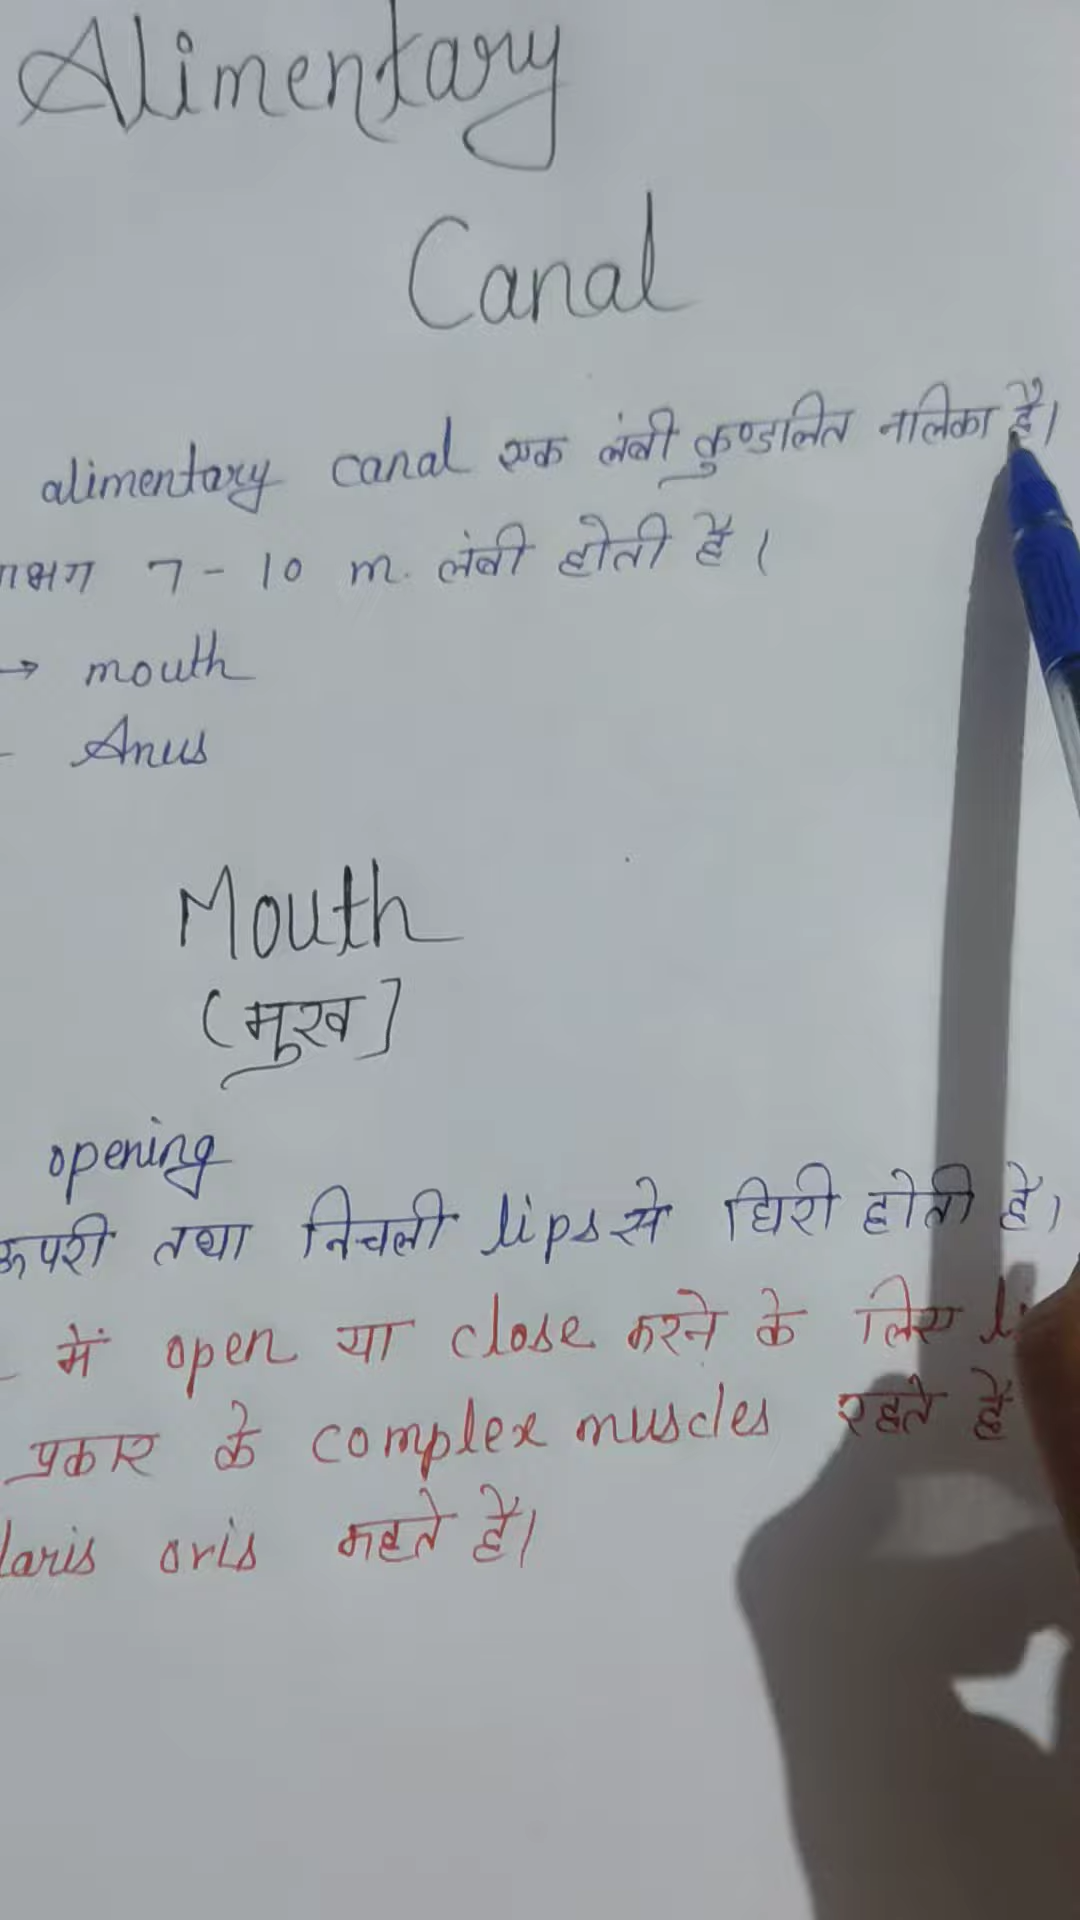 Alimentary
Canal
alimentary canal एक लंबी कुण्डलित नालिका है।
7 - 10 m. लंबी होती है।
→ mouth
- Anus
Mouth
(मुख]
opening
ऊपरी तथा निचली lips से घिरी होती है।
में open या close करने के लिए
प्रकार के complex muscles रहते है
laris oris कहते है।